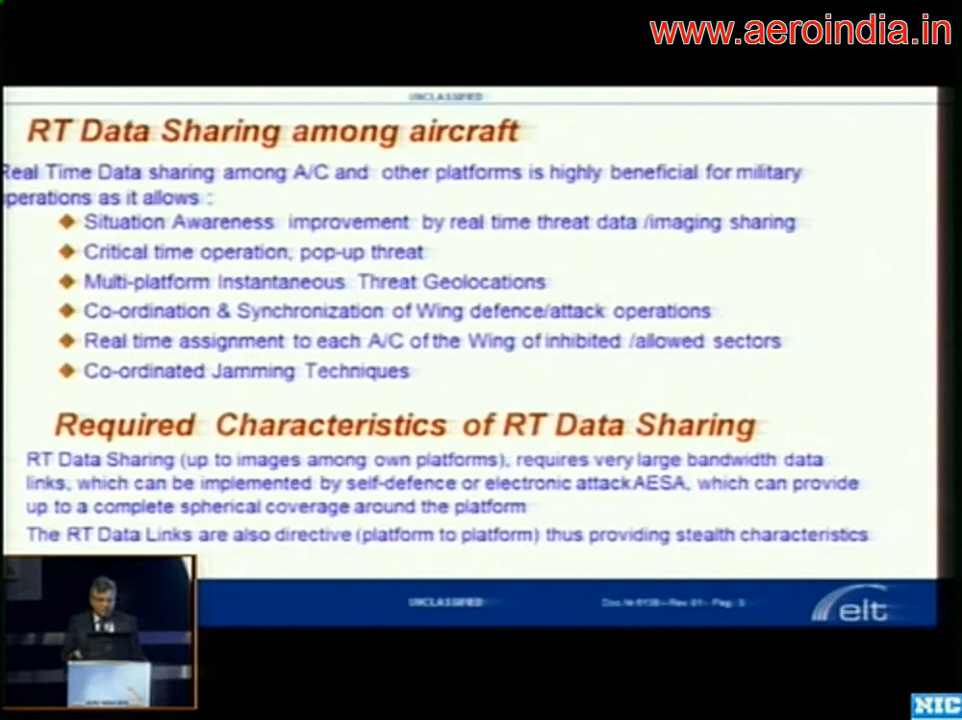 www.aeroindia.in
UNCLASSIFIED
RT Data Sharing among aircraft
Real Time Data sharing among A/C and other platforms is highly beneficial for military
operations as it allows :
Situation Awareness improvement by real time threat data /imaging sharing
Critical time operation, pop-up threat
Multi-platform Instantaneous Threat Geolocations
Co-ordination & Synchronization of Wing defence/attack operations
Real time assignment to each A/C of the Wing of inhibited /allowed sectors
Co-ordinated Jamming Techniques
Required Characteristics of RT Data Sharing
RT Data Sharing (up to images among own platforms), requires very large bandwidth data
links, which can be implemented by self-defence or electronic attack AESA, which can provide
up to a complete spherical coverage around the platform
The RT Data Links are also directive (platform to platform) thus providing stealth characteristics
UNCLASSIFIED
elt
NIC